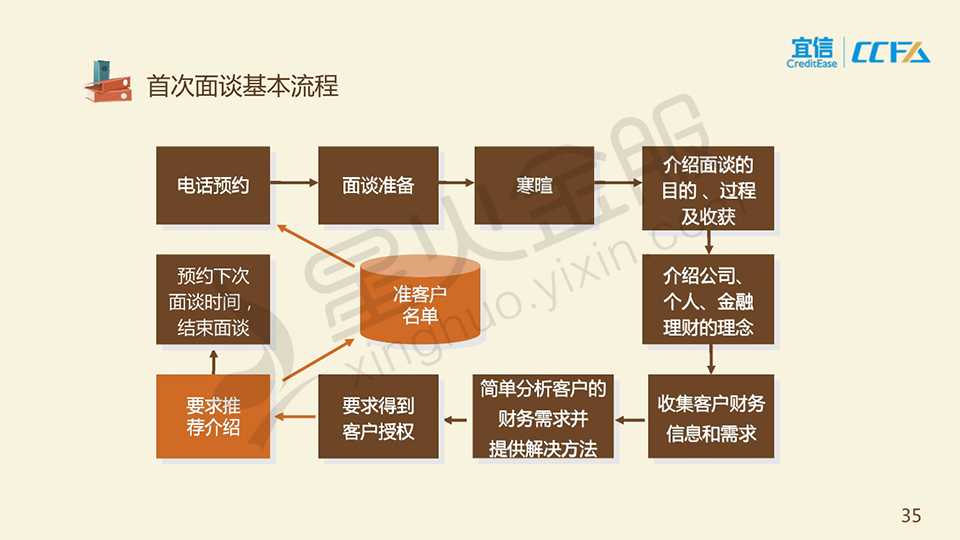 宜信
CreditEase
CCFA
首次面谈基本流程
电话预约
面谈准备
寒暄
介绍面谈的
目的、过程
及收获
预约下次
面谈时间，
结束面谈
准客户
名单
介绍公司、
个人、金融
理财的理念
要求推
荐介绍
要求得到
客户授权
简单分析客户的
财务需求并
提供解决方法
收集客户财务
信息和需求
星火金服
xinghuo.yixin.com
35